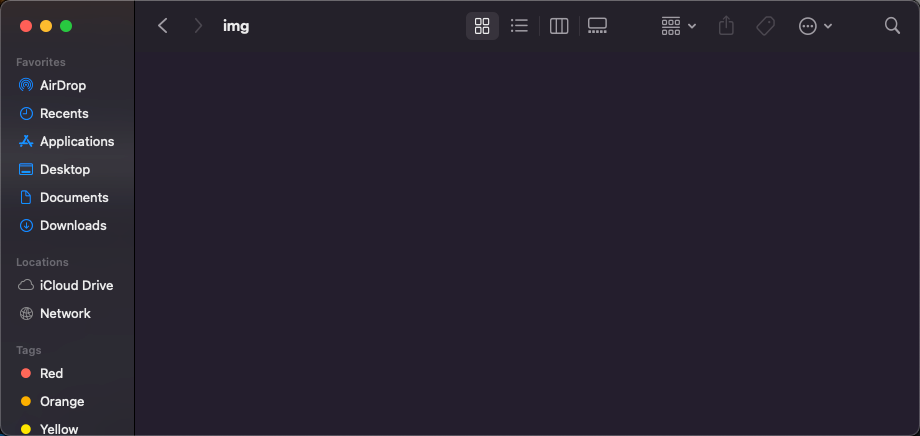 img
Favorites
AirDrop
Recents
Applications
Desktop
Documents
Downloads
Locations
iCloud Drive
Network
Tags
Red
Orange
Yellow